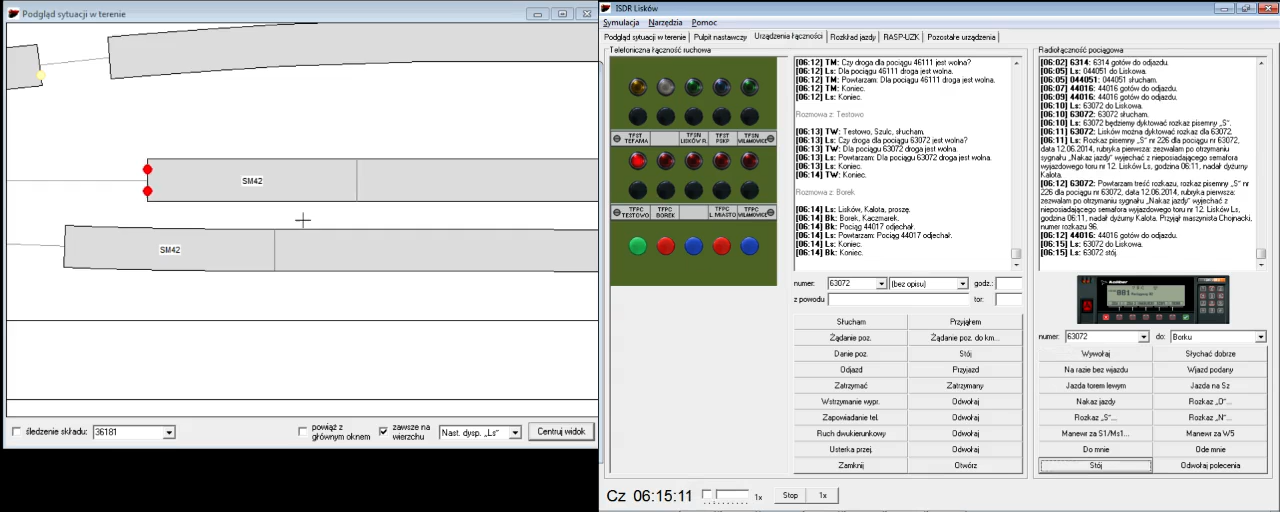 Podgląd sytuacji w terenie
SM42
SM42
śledzenie składu:
36181
powiąż z
głównym oknem
zawsze na
wierzchu
Nast. dysp. „Ls"
Centruj widok
ISDR Lisków
Symulacja Narzędzia Pomoc
Podgląd sytuacji w terenie Pulpit nastawczy Urządzenia łączności Rozkład jazdy RASP-UZK Pozostałe urządzenia
Telefoniczna łączność ruchowa
TFST TEFAMA
TFSN LISKÓW R.
TFST PSKP
TFSN WILAMOWICE
TFPC TESTOWO
TFPC BOREK
TFPC L. MIASTO
TFPC WILAMOWICE
[06:12] TM: Czy droga dla pociągu 46111 jest wolna?
[06:12] Ls: Dla pociągu 46111 droga jest wolna.
[06:12] TM: Powtarzam: Dla pociągu 46111 droga jest wolna.
[06:12] TM: Koniec.
[06:12] Ls: Koniec.
Rozmowa z: Testowo
[06:13] TW: Testowo, Szulc, słucham.
[06:13] Ls: Czy droga dla pociągu 63072 jest wolna?
[06:13] TW: Dla pociągu 63072 droga jest wolna.
[06:13] Ls: Powtarzam: Dla pociągu 63072 droga jest wolna.
[06:13] Ls: Koniec.
[06:14] TW: Koniec.
Rozmowa z: Borek
[06:14] Ls: Lisków, Kalota, proszę.
[06:14] Bk: Borek, Kaczmarek.
[06:14] Bk: Pociąg 44017 odjechał.
[06:14] Ls: Powtarzam: Pociąg 44017 odjechał.
[06:14] Ls: Koniec.
[06:14] Bk: Koniec.
numer: 63072 (bez opisu) godz.:
z powodu tor:
Słucham Przyjąłem
Żądanie poz. Żądanie poz. do km...
Danie poz. Stój
Odjazd Przyjazd
Zatrzymać Zatrzymany
Wstrzymanie wypr. Odwołaj
Zapowiadanie tel. Odwołaj
Ruch dwukierunkowy Odwołaj
Usterka przej. Odwołaj
Zamknij Otwórz
Radiołączność pociągowa
[06:02] 6314: 6314 gotów do odjazdu.
[06:05] Ls: 044051 do Liskowa.
[06:05] 044051: 044051 słucham.
[06:07] 44016: 44016 gotów do odjazdu.
[06:09] 44016: 44016 gotów do odjazdu.
[06:10] Ls: 63072 do Liskowa.
[06:10] 63072: 63072 słucham.
[06:10] Ls: 63072 będziemy dyktować rozkaz pisemny „S".
[06:11] 63072: Lisków można dyktować rozkaz dla 63072.
[06:11] Ls: Rozkaz pisemny „S" nr 226 dla pociągu nr 63072,
data 12.06.2014, rubryka pierwsza: zezwalam po otrzymaniu
sygnału „Nakaz jazdy" wyjechać z nieposiadającego semafora
wyjazdowego toru nr 12. Lisków Ls, godzina 06:11, nadał dyżurny
Kalota.
[06:12] 63072: Powtarzam treść rozkazu, rozkaz pisemny „S" nr
226 dla pociągu nr 63072, data 12.06.2014, rubryka pierwsza:
zezwalam po otrzymaniu sygnału „Nakaz jazdy" wyjechać z
nieposiadającego semafora wyjazdowego toru nr 12. Lisków Ls,
godzina 06:11, nadał dyżurny Kalota. Przyjął maszynista Chojnacki,
numer rozkazu 96.
[06:12] 44016: 44016 gotów do odjazdu.
[06:15] Ls: 63072 do Liskowa.
[06:15] Ls: 63072 stój.
numer: 63072 do: Borku
Wywołaj Słychać dobrze
Na razie bez wjazdu Wjazd podany
Jazda torem lewym Jazda na Sz
Nakaz jazdy Rozkaz „O"...
Rozkaz „S"... Rozkaz „N"...
Manewr za S1/Ms1... Manewr za W5
Do mnie Ode mnie
Stój Odwołaj polecenia
Cz 06:15:11 1x Stop 1x